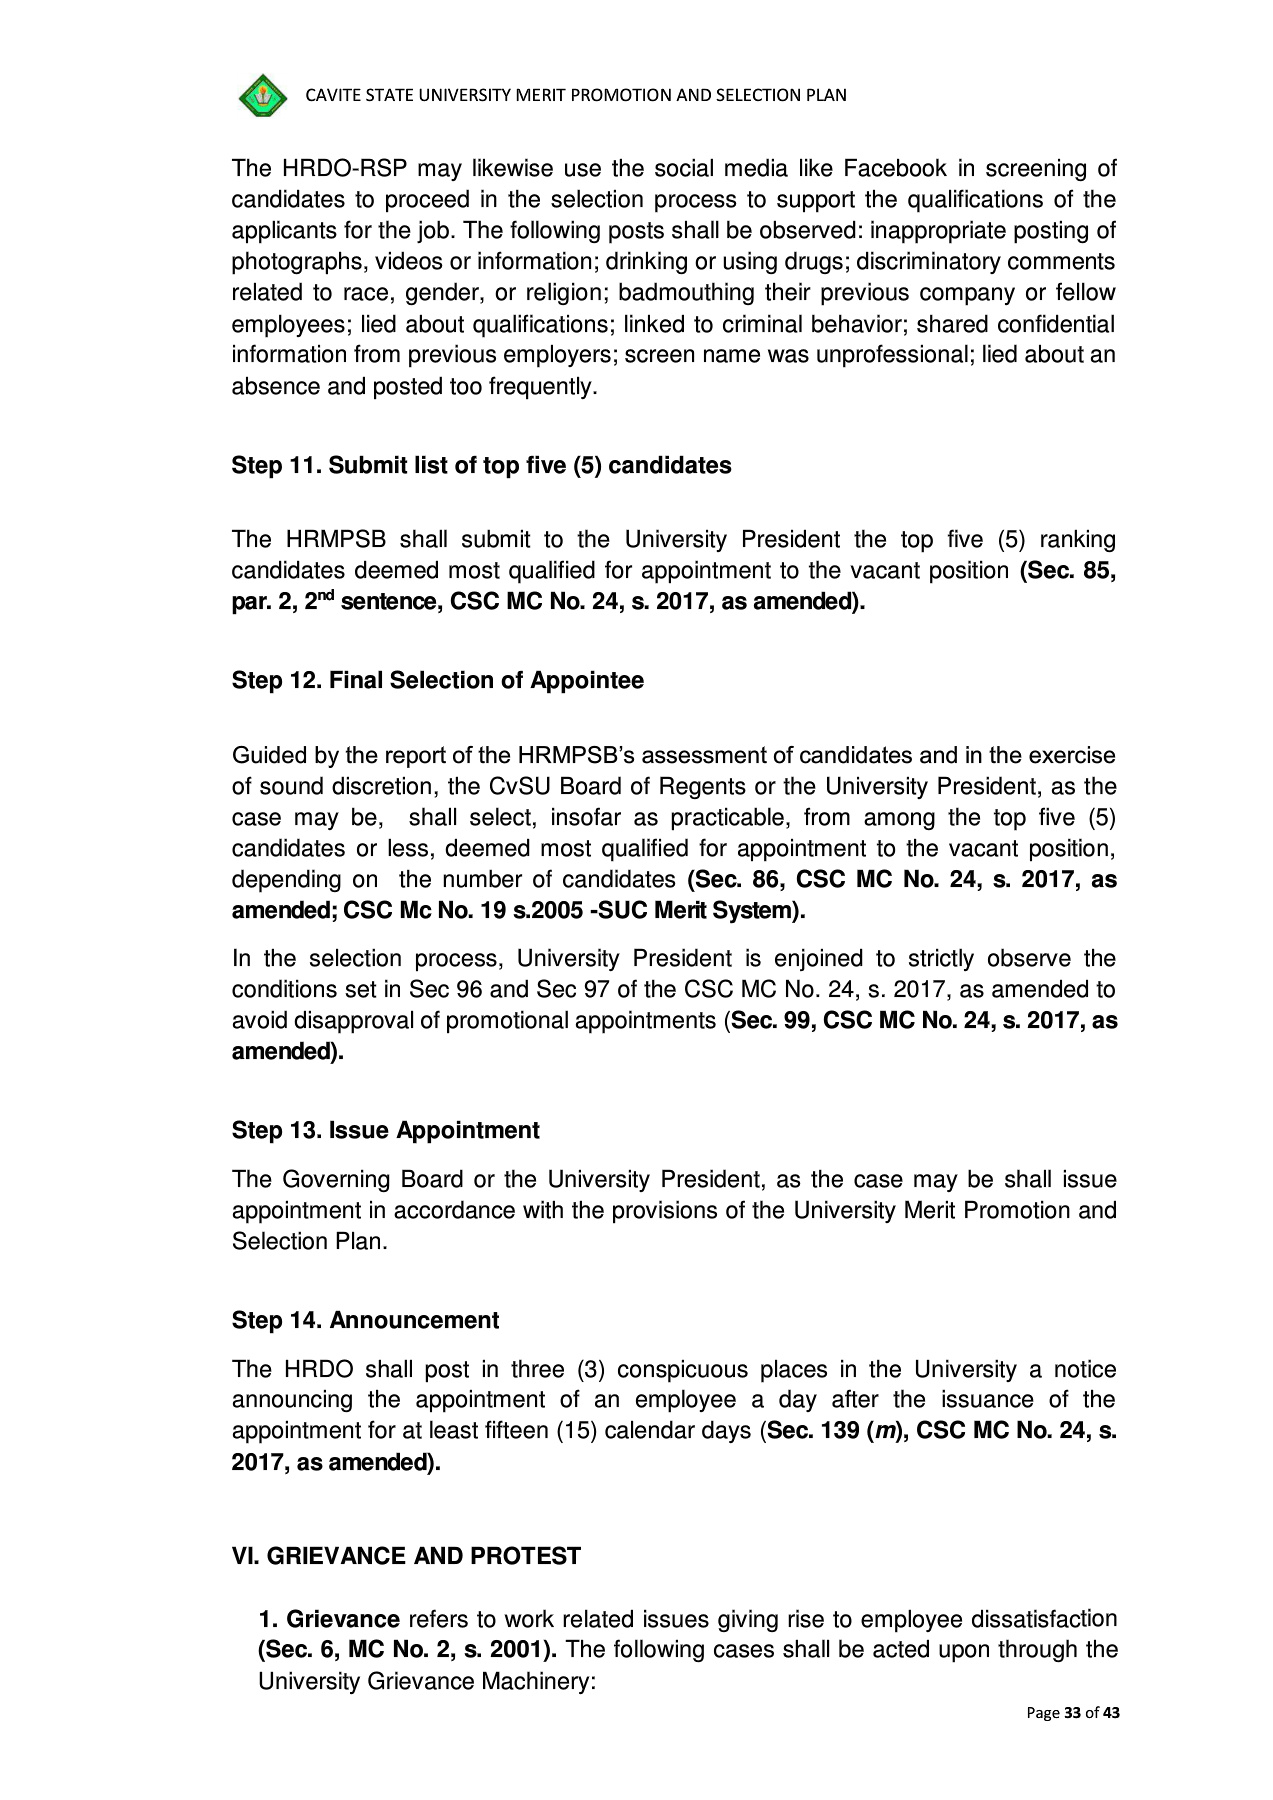 CAVITE STATE UNIVERSITY MERIT PROMOTION AND SELECTION PLAN
The HRDO-RSP may likewise use the social media like Facebook in screening of
candidates to proceed in the selection process to support the qualifications of the
applicants for the job. The following posts shall be observed: inappropriate posting of
photographs, videos or information; drinking or using drugs; discriminatory comments
related to race, gender, or religion; badmouthing their previous company or fellow
employees; lied about qualifications; linked to criminal behavior; shared confidential
information from previous employers; screen name was unprofessional; lied about an
absence and posted too frequently.
Step 11. Submit list of top five (5) candidates
The HRMPSB shall submit to the University President the top five (5) ranking
candidates deemed most qualified for appointment to the vacant position (Sec. 85,
par. 2, 2nd sentence, CSC MC No. 24, s. 2017, as amended).
Step 12. Final Selection of Appointee
Guided by the report of the HRMPSB’s assessment of candidates and in the exercise
of sound discretion, the CvSU Board of Regents or the University President, as the
case may be, shall select, insofar as practicable, from among the top five (5)
candidates or less, deemed most qualified for appointment to the vacant position,
depending on the number of candidates (Sec. 86, CSC MC No. 24, s. 2017, as
amended; CSC Mc No. 19 s.2005 -SUC Merit System).
In the selection process, University President is enjoined to strictly observe the
conditions set in Sec 96 and Sec 97 of the CSC MC No. 24, s. 2017, as amended to
avoid disapproval of promotional appointments (Sec. 99, CSC MC No. 24, s. 2017, as
amended).
Step 13. Issue Appointment
The Governing Board or the University President, as the case may be shall issue
appointment in accordance with the provisions of the University Merit Promotion and
Selection Plan.
Step 14. Announcement
The HRDO shall post in three (3) conspicuous places in the University a notice
announcing the appointment of an employee a day after the issuance of the
appointment for at least fifteen (15) calendar days (Sec. 139 (m), CSC MC No. 24, s.
2017, as amended).
VI. GRIEVANCE AND PROTEST
1. Grievance refers to work related issues giving rise to employee dissatisfaction
(Sec. 6, MC No. 2, s. 2001). The following cases shall be acted upon through the
University Grievance Machinery:
Page 33 of 43